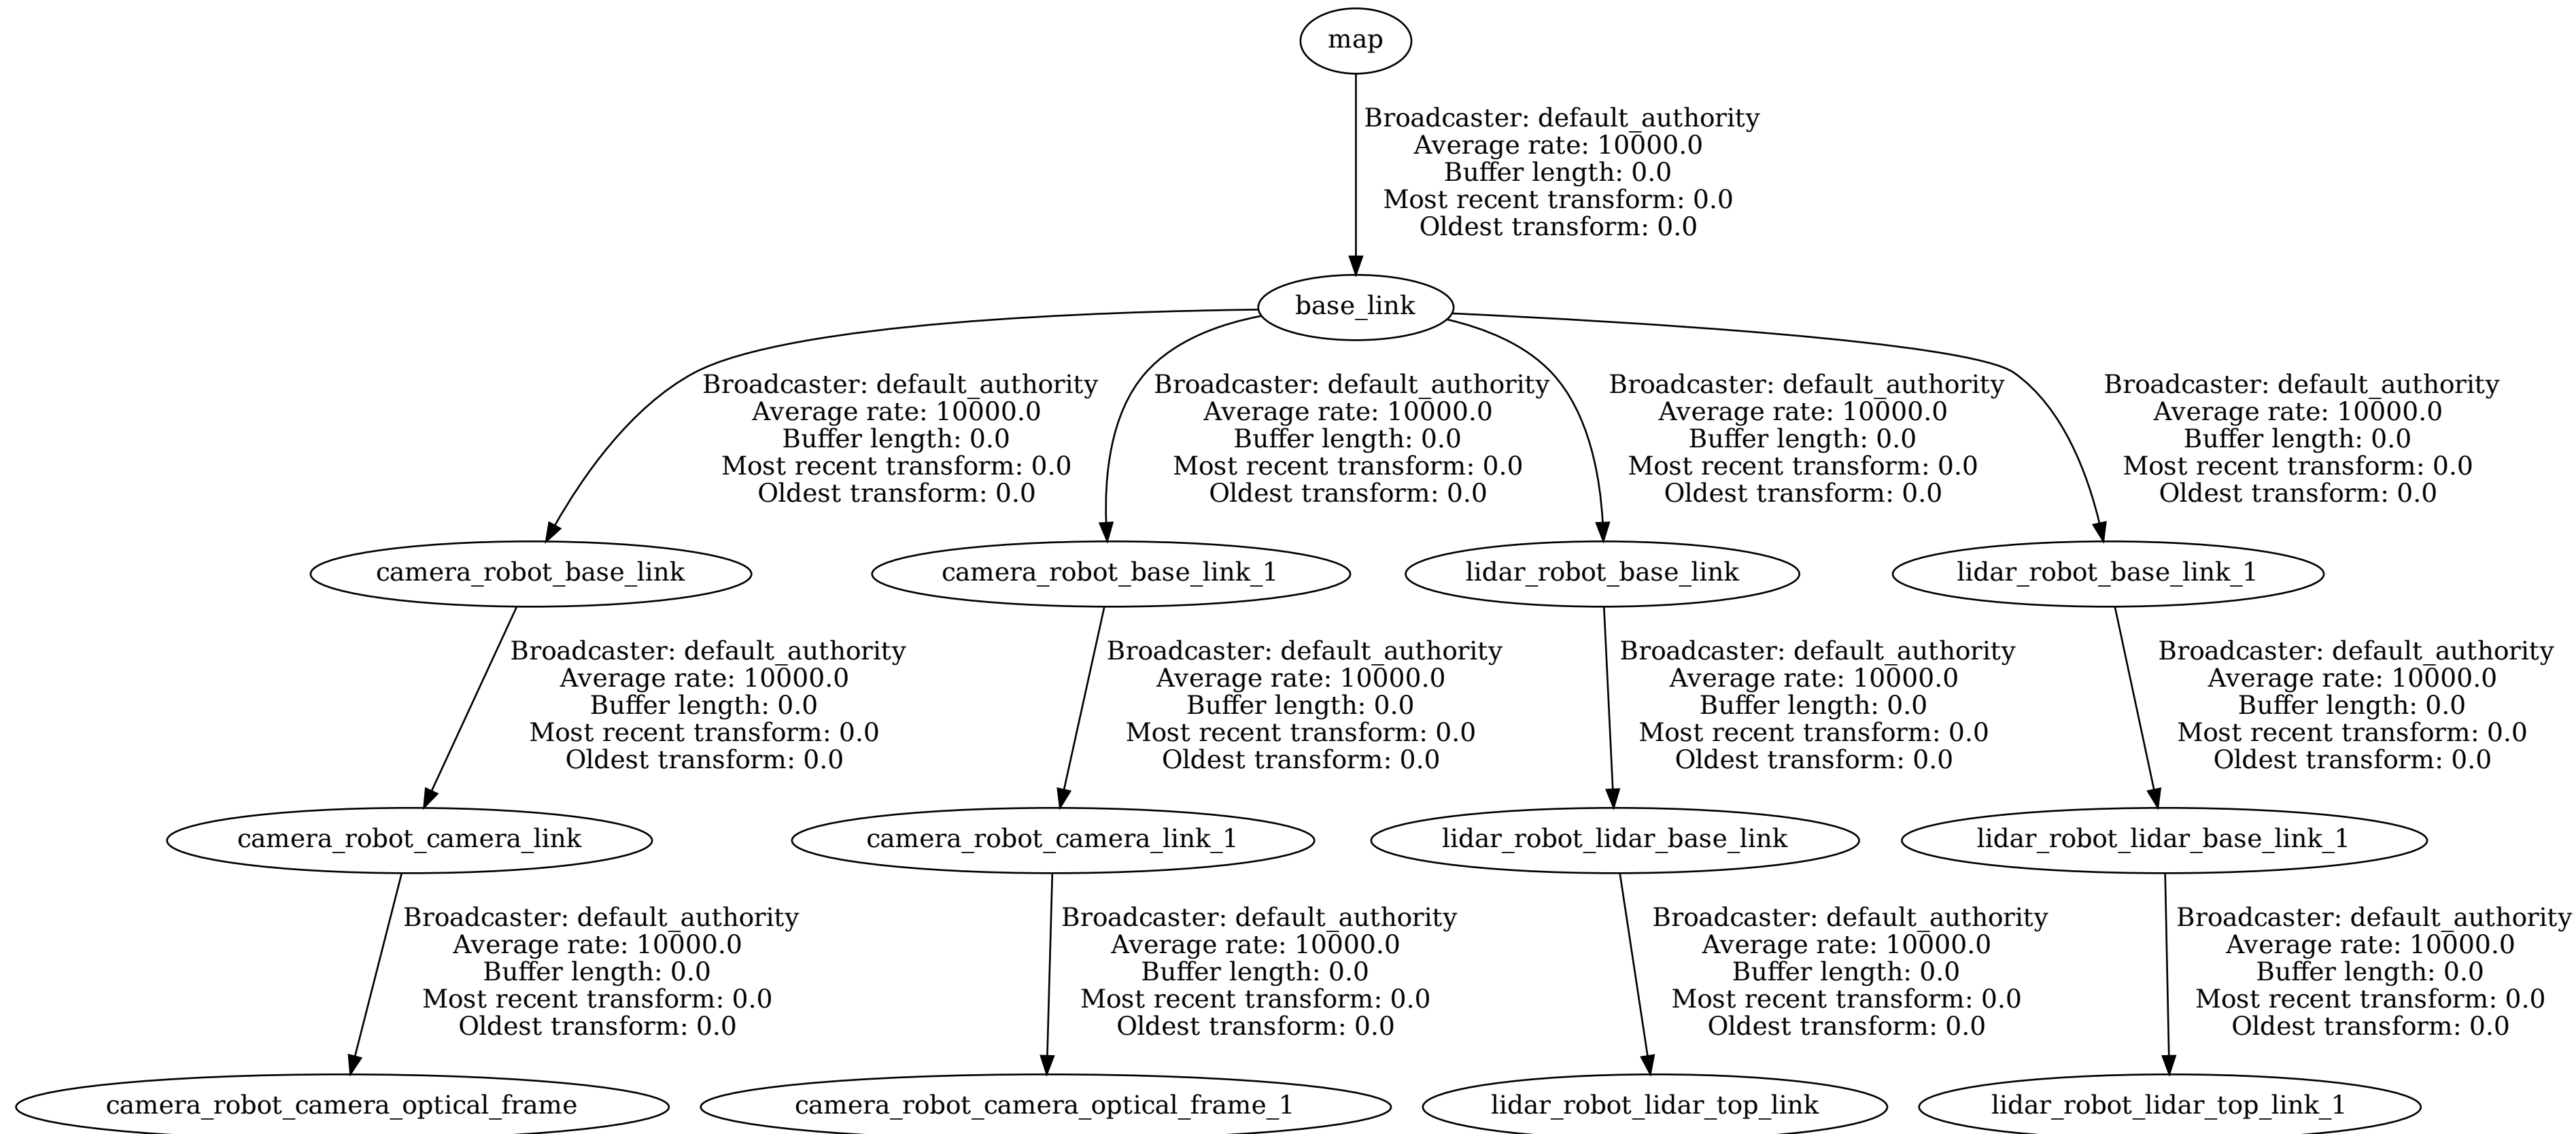 map
Broadcaster: default_authority
Average rate: 10000.0
Buffer length: 0.0
Most recent transform: 0.0
Oldest transform: 0.0
base_link
Broadcaster: default_authority
Average rate: 10000.0
Buffer length: 0.0
Most recent transform: 0.0
Oldest transform: 0.0
Broadcaster: default_authority
Average rate: 10000.0
Buffer length: 0.0
Most recent transform: 0.0
Oldest transform: 0.0
Broadcaster: default_authority
Average rate: 10000.0
Buffer length: 0.0
Most recent transform: 0.0
Oldest transform: 0.0
Broadcaster: default_authority
Average rate: 10000.0
Buffer length: 0.0
Most recent transform: 0.0
Oldest transform: 0.0
camera_robot_base_link
camera_robot_base_link_1
lidar_robot_base_link
lidar_robot_base_link_1
Broadcaster: default_authority
Average rate: 10000.0
Buffer length: 0.0
Most recent transform: 0.0
Oldest transform: 0.0
Broadcaster: default_authority
Average rate: 10000.0
Buffer length: 0.0
Most recent transform: 0.0
Oldest transform: 0.0
Broadcaster: default_authority
Average rate: 10000.0
Buffer length: 0.0
Most recent transform: 0.0
Oldest transform: 0.0
Broadcaster: default_authority
Average rate: 10000.0
Buffer length: 0.0
Most recent transform: 0.0
Oldest transform: 0.0
camera_robot_camera_link
camera_robot_camera_link_1
lidar_robot_lidar_base_link
lidar_robot_lidar_base_link_1
Broadcaster: default_authority
Average rate: 10000.0
Buffer length: 0.0
Most recent transform: 0.0
Oldest transform: 0.0
Broadcaster: default_authority
Average rate: 10000.0
Buffer length: 0.0
Most recent transform: 0.0
Oldest transform: 0.0
Broadcaster: default_authority
Average rate: 10000.0
Buffer length: 0.0
Most recent transform: 0.0
Oldest transform: 0.0
Broadcaster: default_authority
Average rate: 10000.0
Buffer length: 0.0
Most recent transform: 0.0
Oldest transform: 0.0
camera_robot_camera_optical_frame
camera_robot_camera_optical_frame_1
lidar_robot_lidar_top_link
lidar_robot_lidar_top_link_1